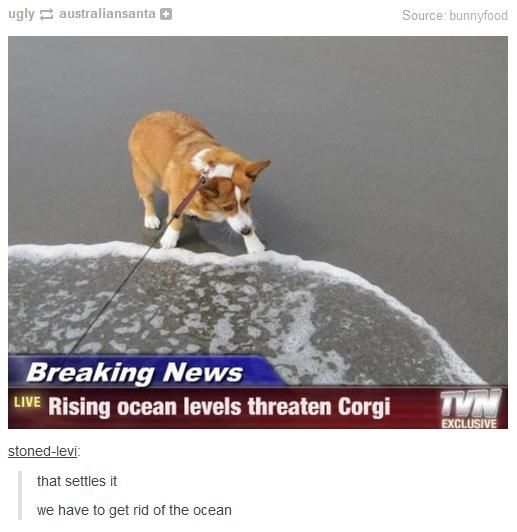 ugly australiansanta
Source: bunnyfood
Breaking News
LIVE Rising ocean levels threaten Corgi
TVN
EXCLUSIVE
stoned-levi:
that settles it
we have to get rid of the ocean